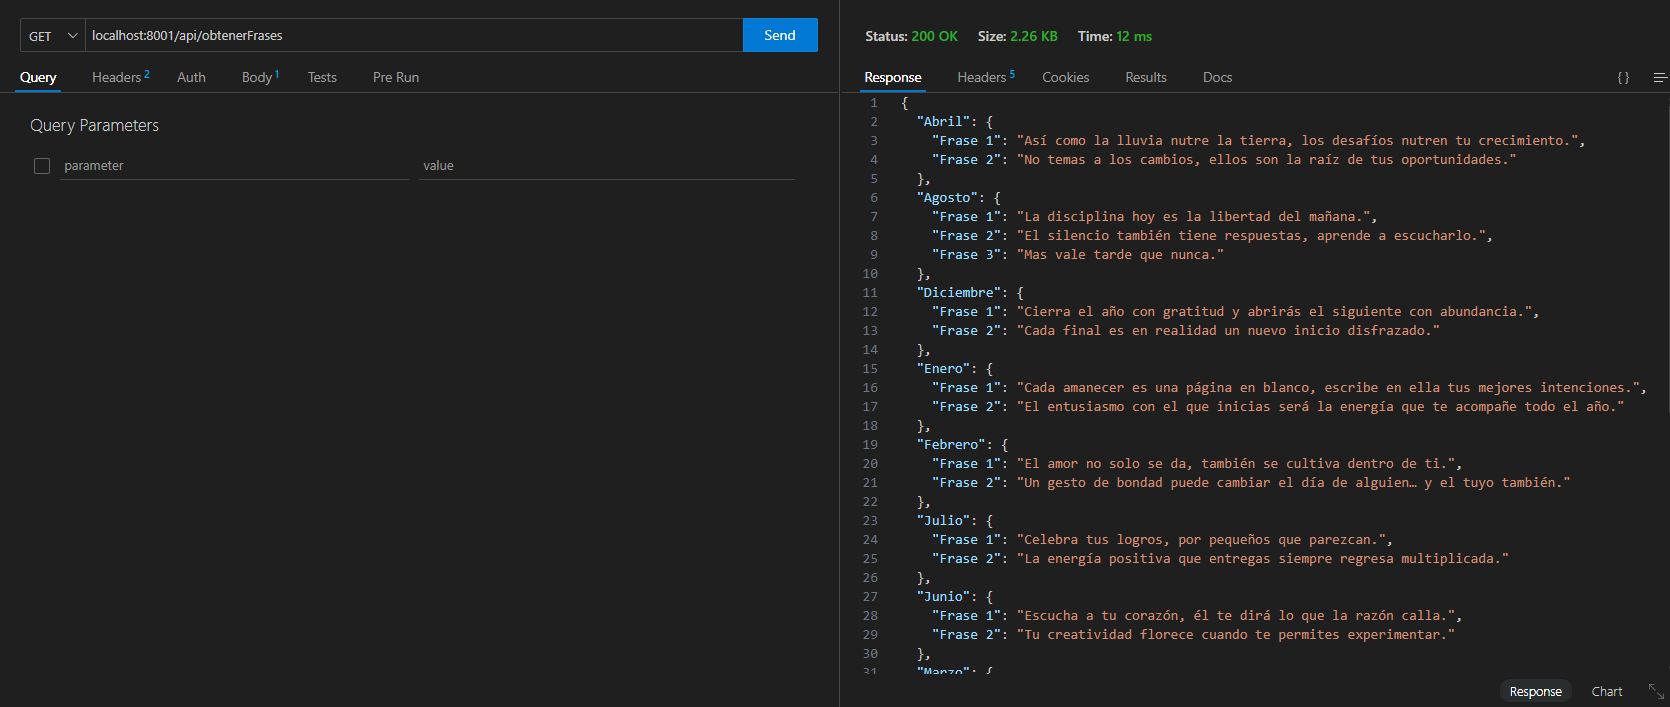 GET localhost:8001/api/obtenerFrases Send
Query Headers 2 Auth Body 1 Tests Pre Run
Query Parameters
parameter value
Status: 200 OK Size: 2.26 KB Time: 12 ms
Response Headers 5 Cookies Results Docs {}
1 {
2 "Abril": {
3 "Frase 1": "Así como la lluvia nutre la tierra, los desafíos nutren tu crecimiento.",
4 "Frase 2": "No temas a los cambios, ellos son la raíz de tus oportunidades."
5 },
6 "Agosto": {
7 "Frase 1": "La disciplina hoy es la libertad del mañana.",
8 "Frase 2": "El silencio también tiene respuestas, aprende a escucharlo.",
9 "Frase 3": "Mas vale tarde que nunca."
10 },
11 "Diciembre": {
12 "Frase 1": "Cierra el año con gratitud y abrirás el siguiente con abundancia.",
13 "Frase 2": "Cada final es en realidad un nuevo inicio disfrazado."
14 },
15 "Enero": {
16 "Frase 1": "Cada amanecer es una página en blanco, escribe en ella tus mejores intenciones.",
17 "Frase 2": "El entusiasmo con el que inicias será la energía que te acompañe todo el año."
18 },
19 "Febrero": {
20 "Frase 1": "El amor no solo se da, también se cultiva dentro de ti.",
21 "Frase 2": "Un gesto de bondad puede cambiar el día de alguien… y el tuyo también."
22 },
23 "Julio": {
24 "Frase 1": "Celebra tus logros, por pequeños que parezcan.",
25 "Frase 2": "La energía positiva que entregas siempre regresa multiplicada."
26 },
27 "Junio": {
28 "Frase 1": "Escucha a tu corazón, él te dirá lo que la razón calla.",
29 "Frase 2": "Tu creatividad florece cuando te permites experimentar."
30 },
31 "Marzo": {
Response Chart